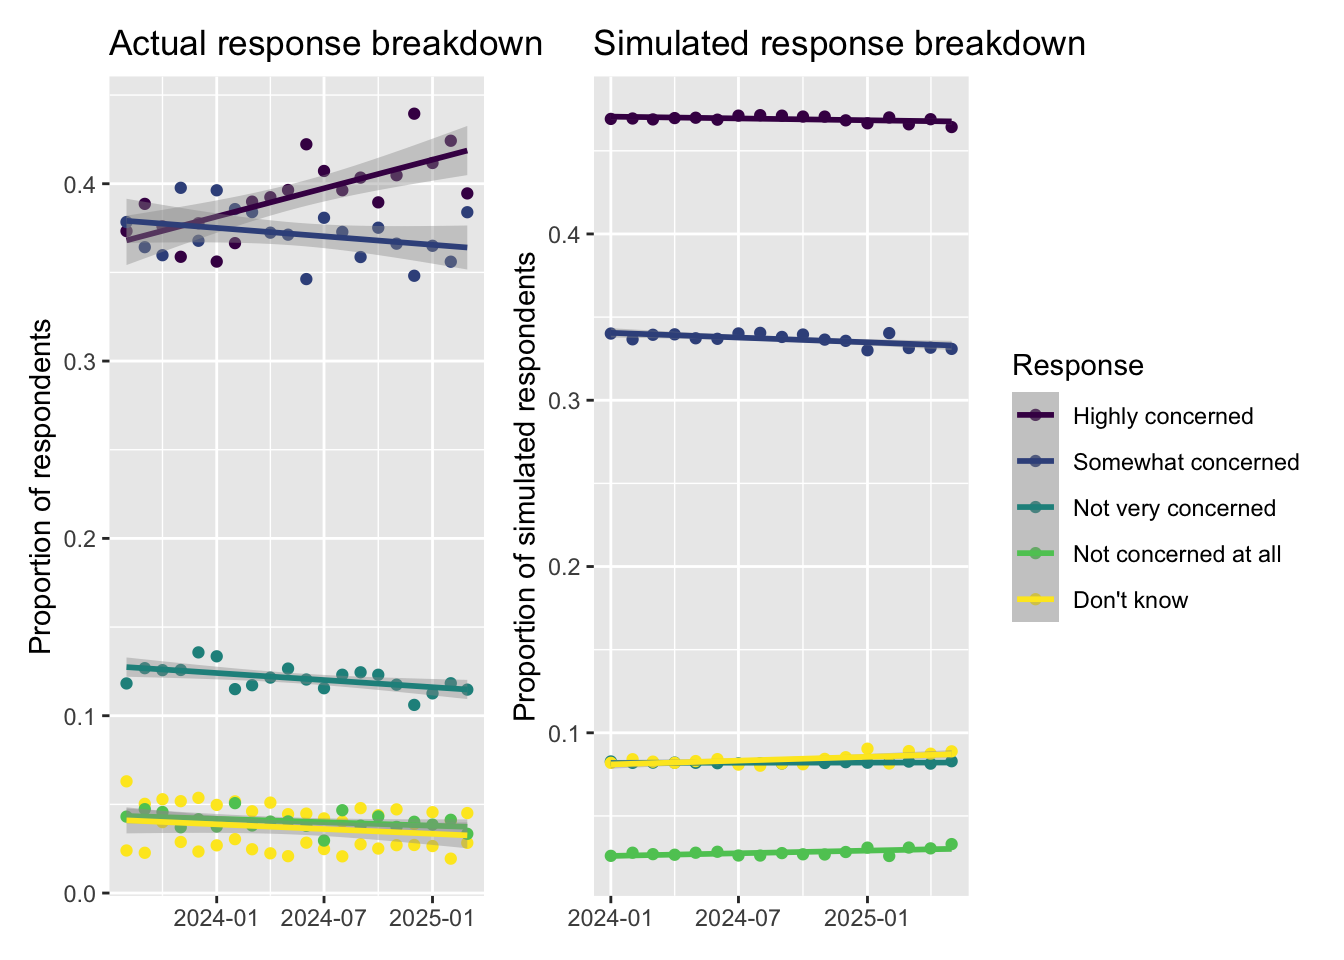 Actual response breakdown
Simulated response breakdown
Proportion of respondents
0.4
0.3
0.2
0.1
0.0
2024-01
2024-07
2025-01
Proportion of simulated respondents
0.4
0.3
0.2
0.1
2024-01
2024-07
2025-01
Response
Highly concerned
Somewhat concerned
Not very concerned
Not concerned at all
Don't know